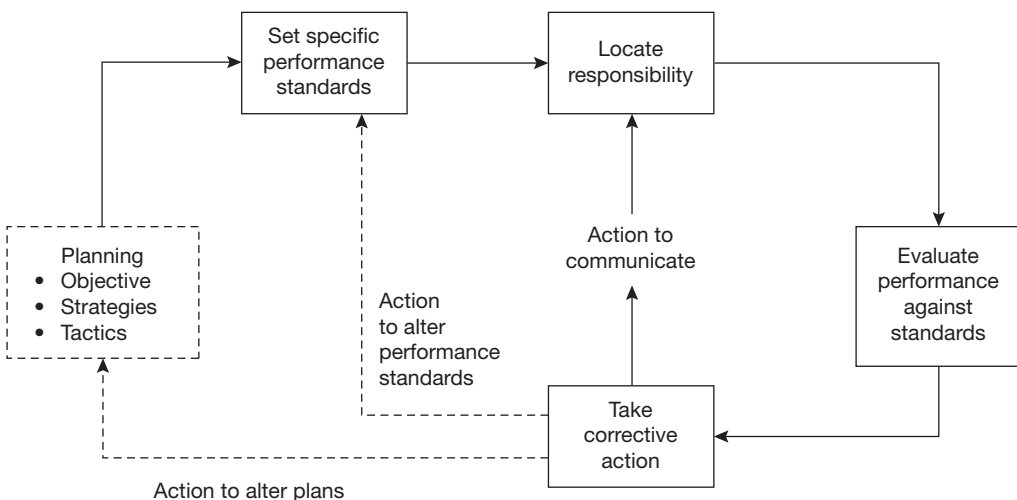 Set specific
performance
standards
Locate
responsibility
Planning
• Objective
• Strategies
• Tactics
Action to
communicate
Evaluate
performance
against
standards
Action
to alter
performance
standards
Take
corrective
action
Action to alter plans